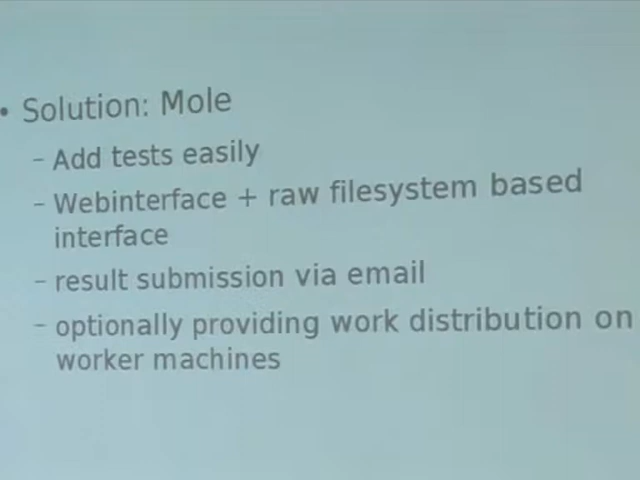 • Solution: Mole
– Add tests easily
– Webinterface + raw filesystem based
interface
– result submission via email
– optionally providing work distribution on
worker machines